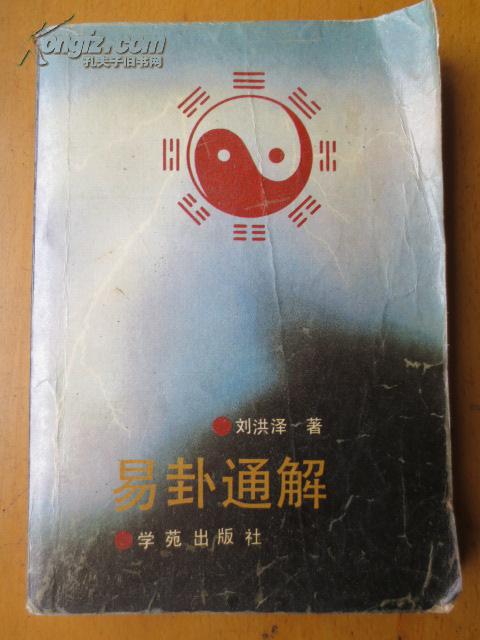 Kongfz.com
孔夫子旧书网
刘洪泽 著
易卦通解
学苑出版社